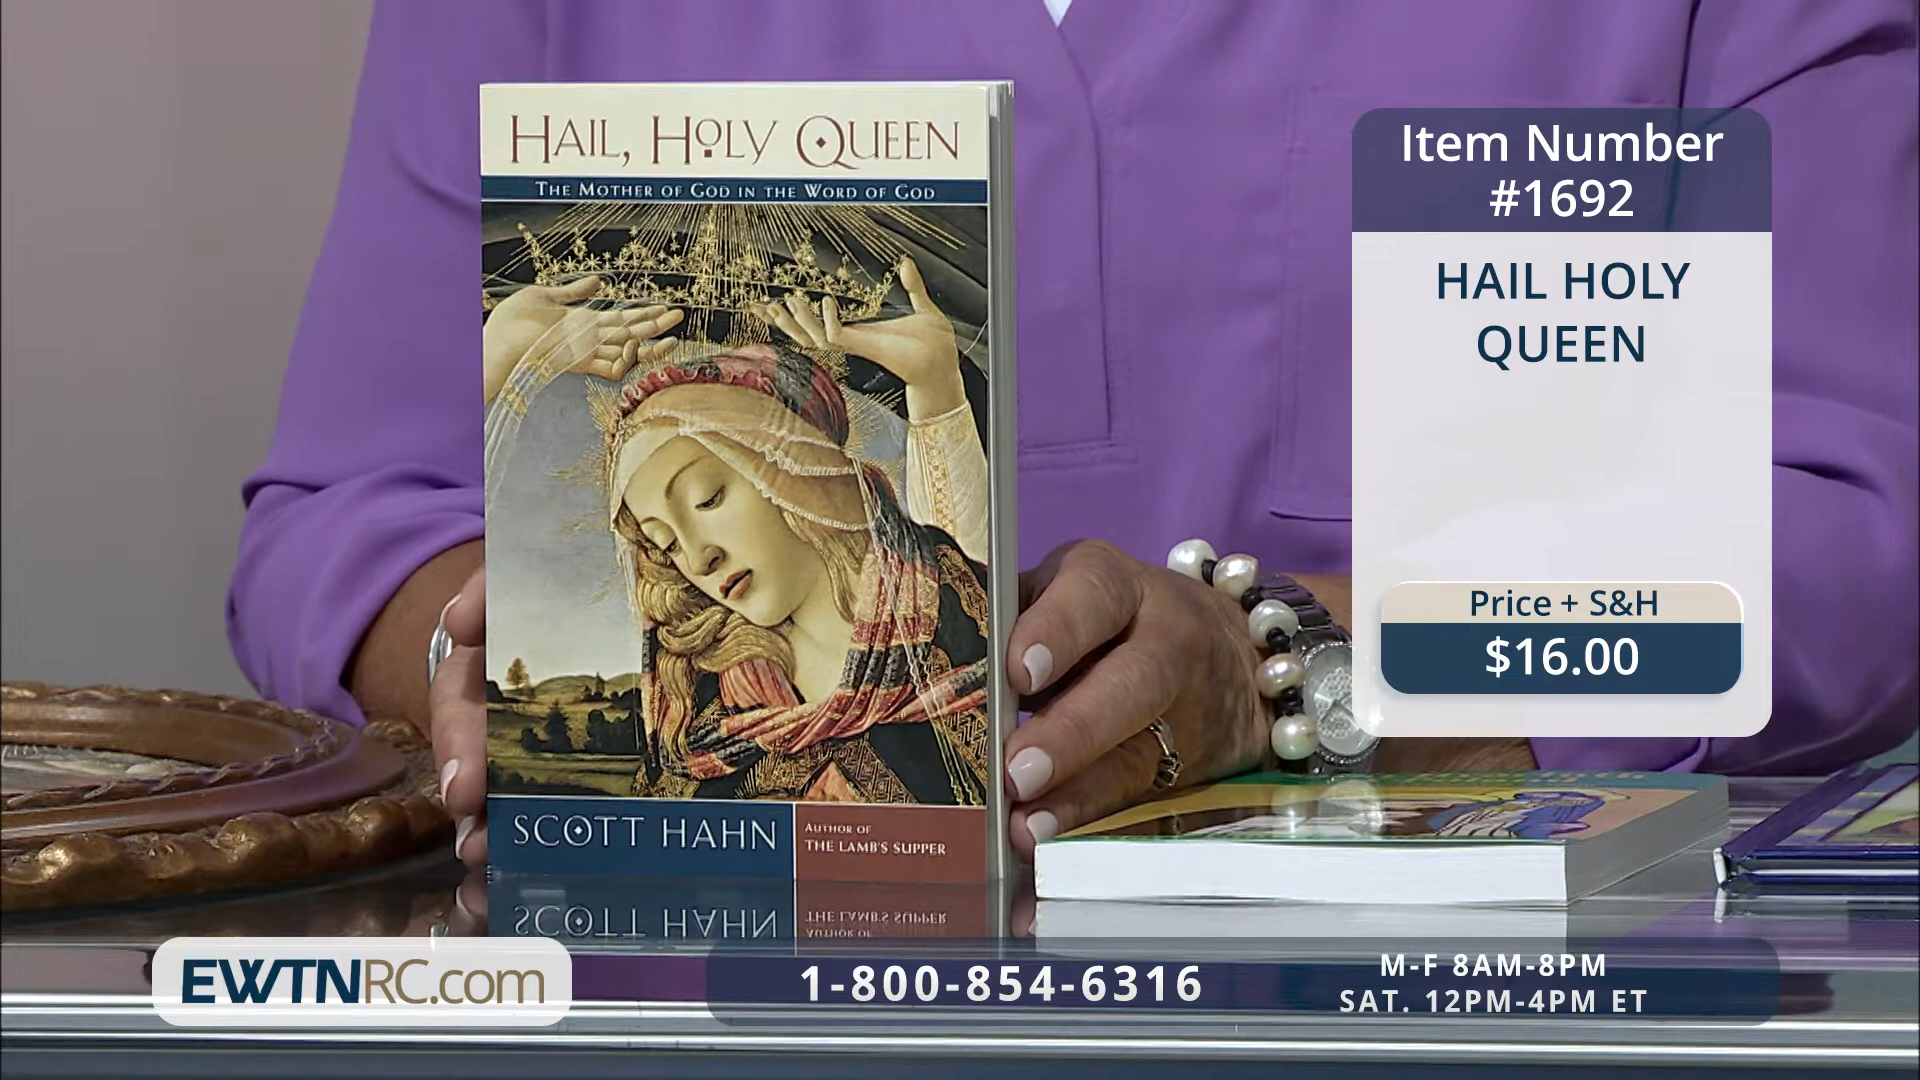 HAIL, HOLY QUEEN
THE MOTHER OF GOD IN THE WORD OF GOD
SCOTT HAHN
AUTHOR OF
THE LAMB'S SUPPER
Item Number
#1692
HAIL HOLY
QUEEN
Price + S&H
$16.00
EWTNRC.com
1-800-854-6316
M-F 8AM-8PM
SAT. 12PM-4PM ET